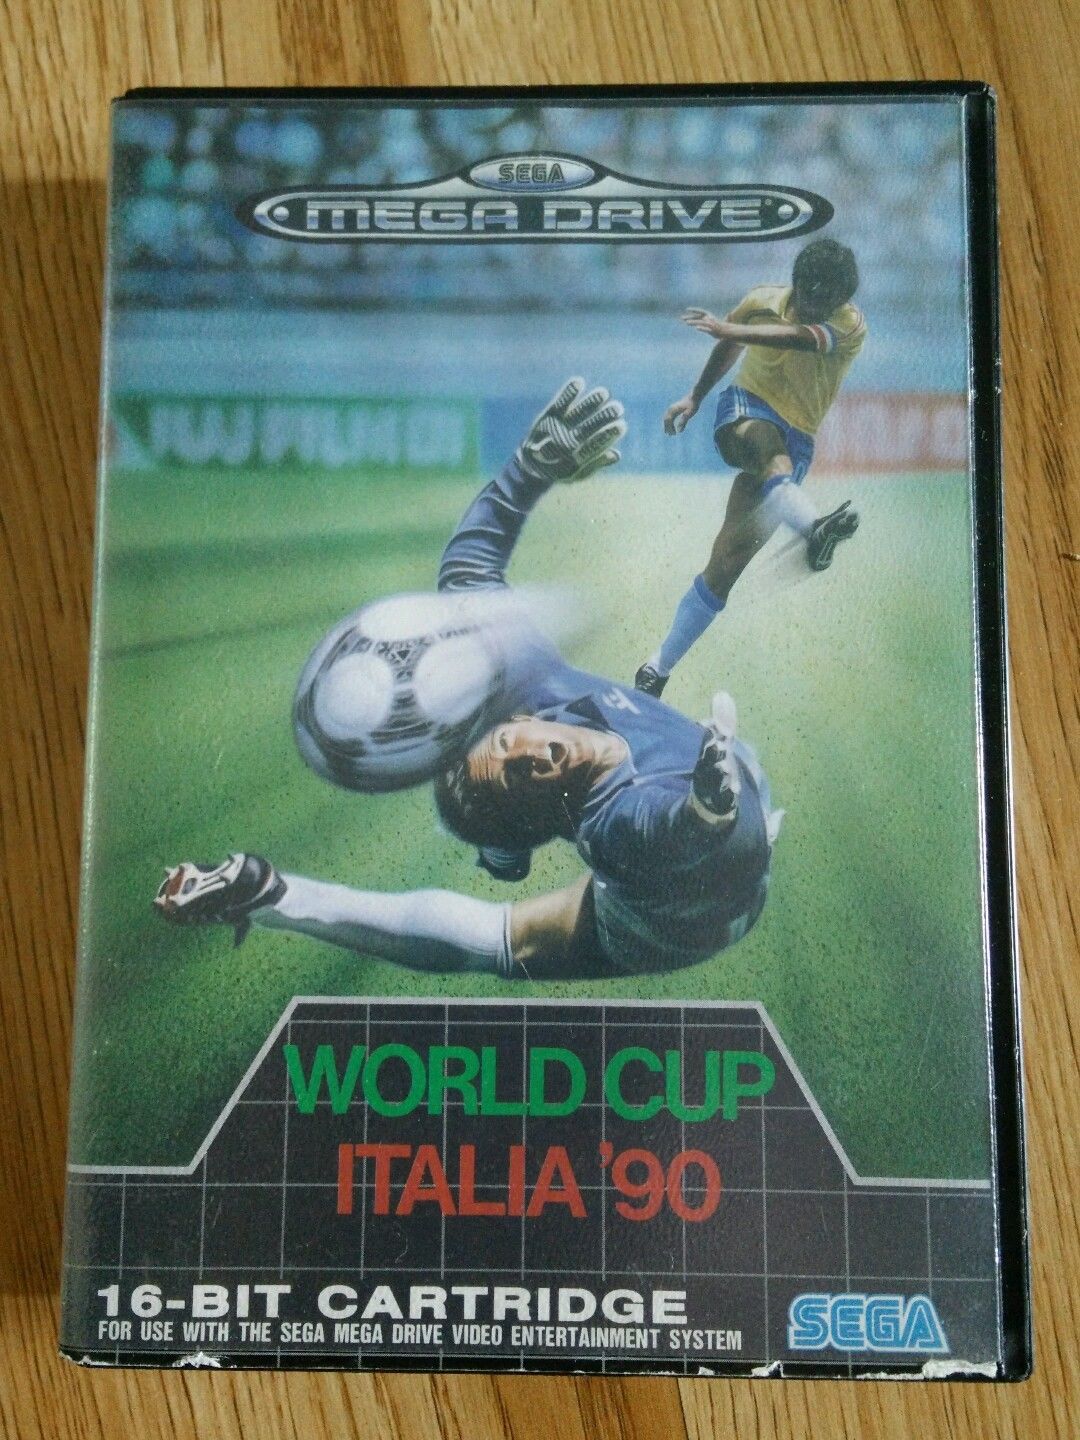 SEGA
MEGA DRIVE
WORLD CUP
ITALIA '90
16-BIT CARTRIDGE
FOR USE WITH THE SEGA MEGA DRIVE VIDEO ENTERTAINMENT SYSTEM
SEGA